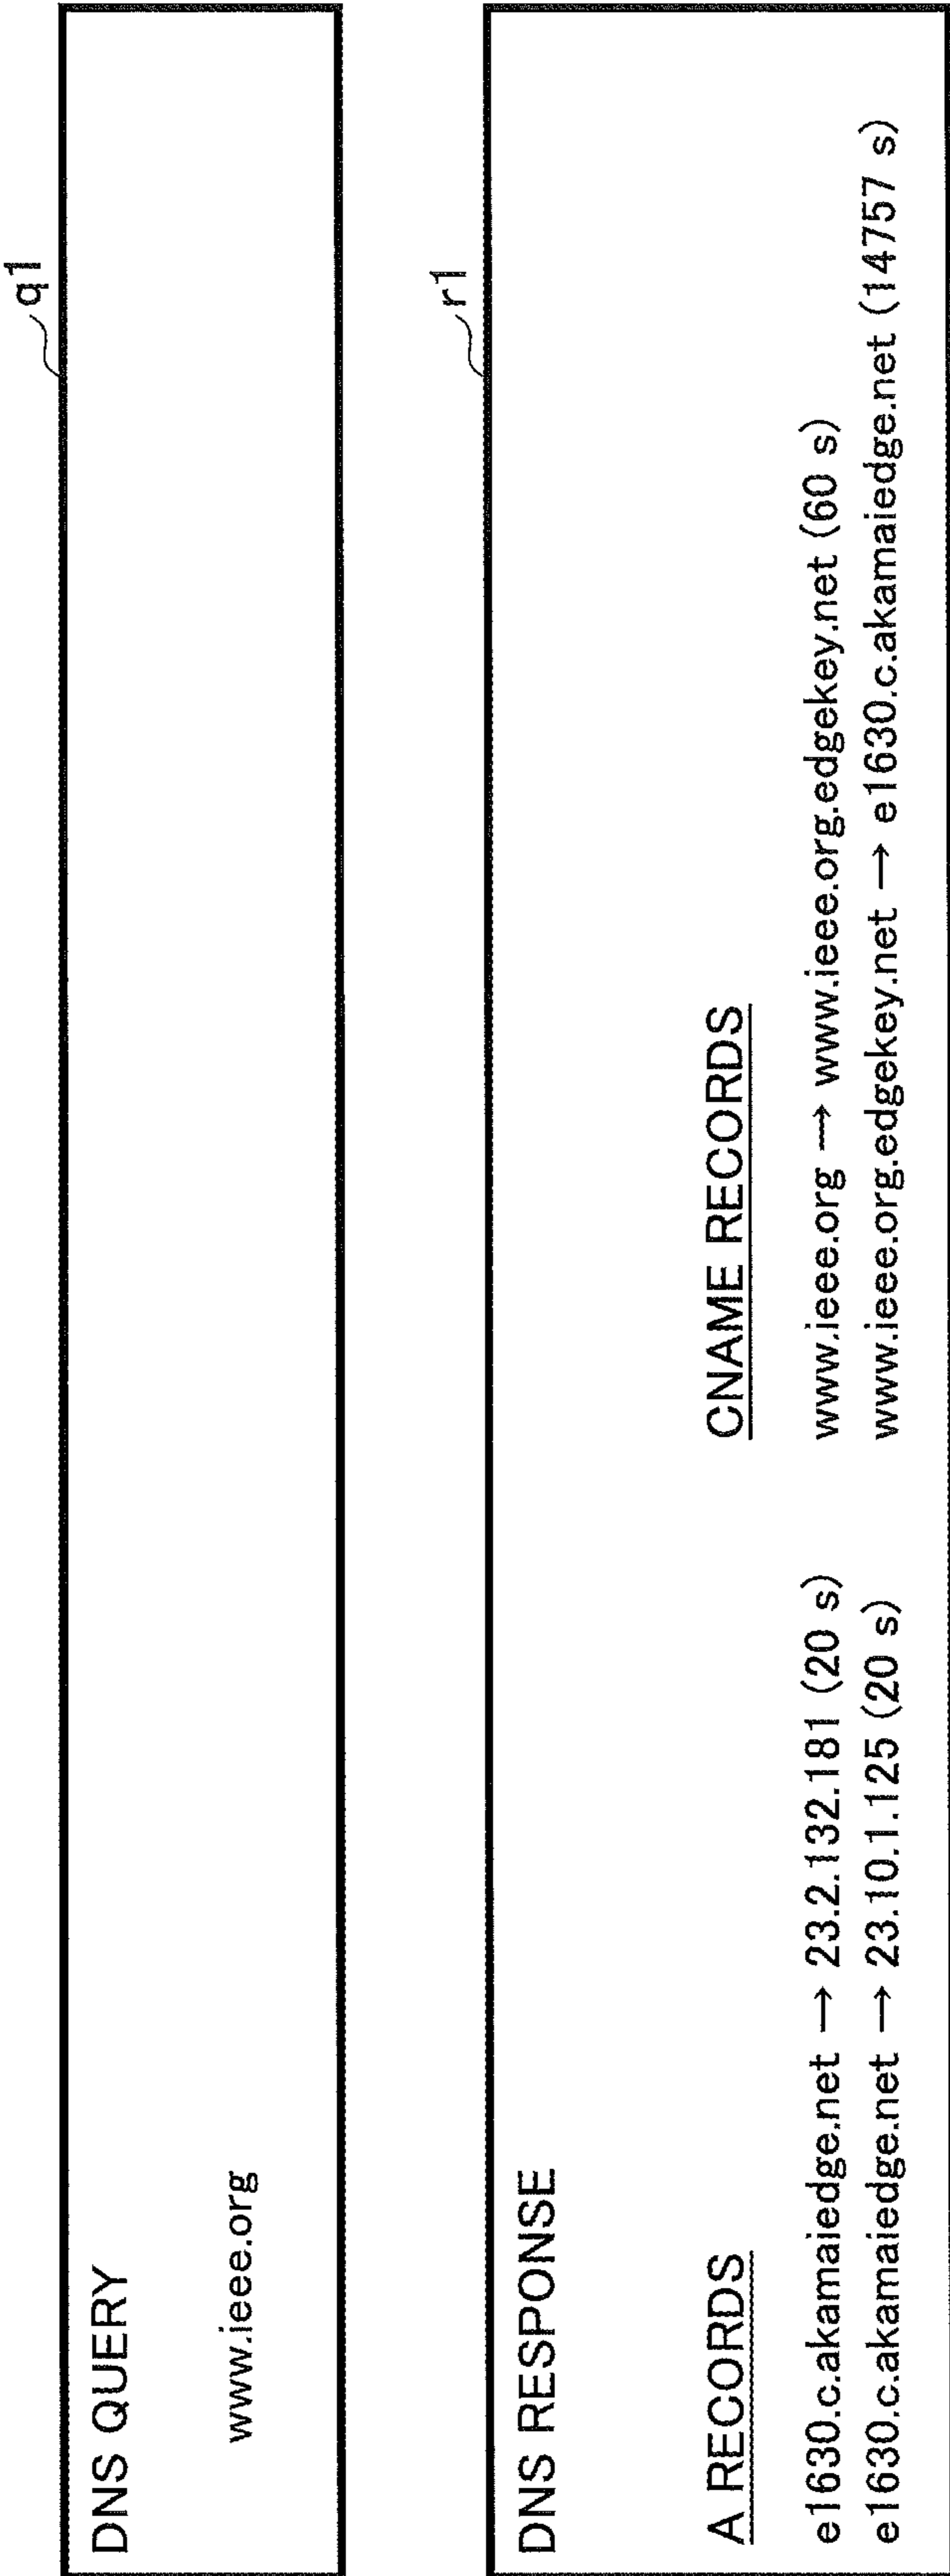 q1
DNS QUERY
www.ieee.org
r1
DNS RESPONSE
A RECORDS
e1630.c.akamaiedge.net → 23.2.132.181 (20 s)
e1630.c.akamaiedge.net → 23.10.1.125 (20 s)
CNAME RECORDS
www.ieee.org → www.ieee.org.edgekey.net (60 s)
www.ieee.org.edgekey.net → e1630.c.akamaiedge.net (14757 s)